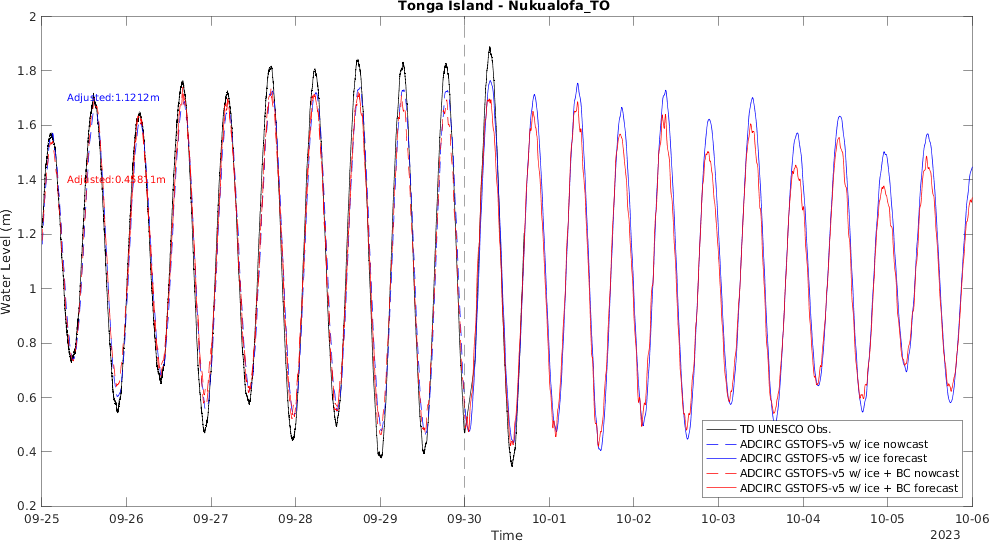 Tonga Island - Nukualofa_TO
2
1.8
1.6
1.4
1.2
1
0.8
0.6
0.4
0.2
Water Level (m)
Adjusted:1.1212m
Adjusted:0.45811m
TD UNESCO Obs.
ADCIRC GSTOFS-v5 w/ ice nowcast
ADCIRC GSTOFS-v5 w/ ice forecast
ADCIRC GSTOFS-v5 w/ ice + BC nowcast
ADCIRC GSTOFS-v5 w/ ice + BC forecast
09-25 09-26 09-27 09-28 09-29 09-30 10-01 10-02 10-03 10-04 10-05 10-06
Time
2023